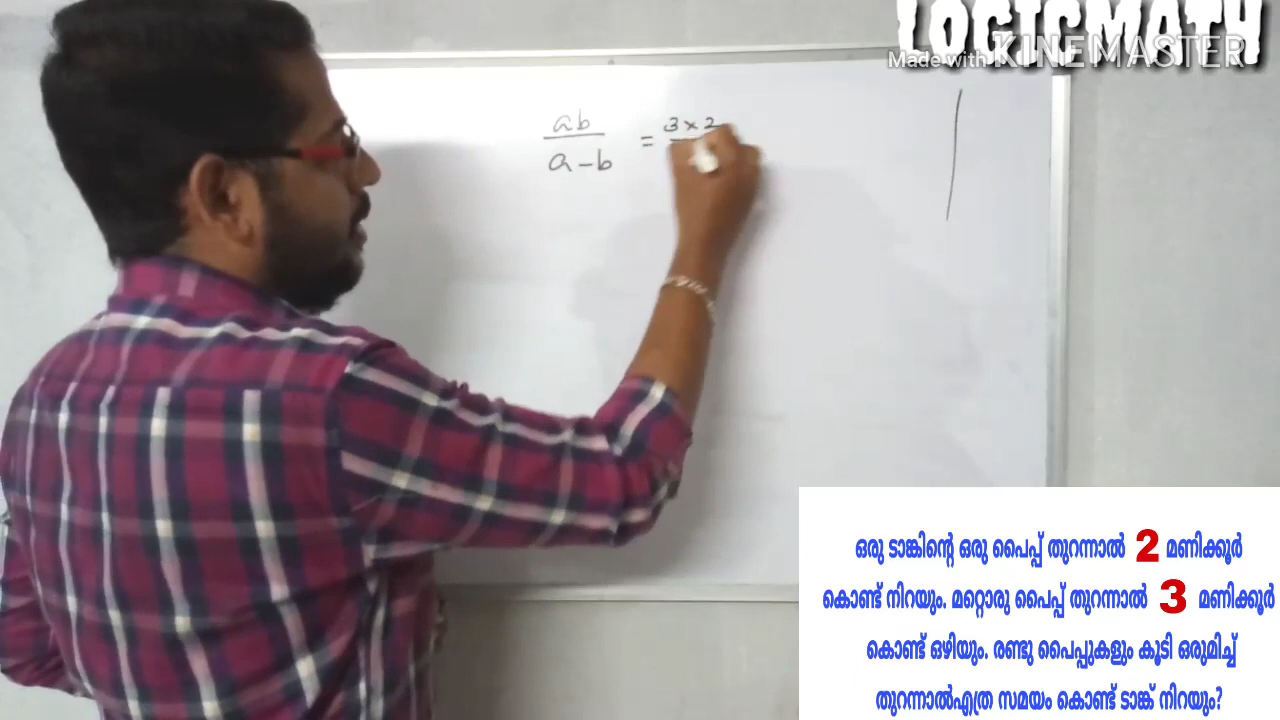 LOGICMATH
Made with KINEMASTER
ab
a-b
=
3 x 2
ഒരു ടാങ്കിന്റെ ഒരു പൈപ്പ് തുറന്നാൽ 2 മണിക്കൂർ
കൊണ്ട് നിറയും. മറ്റൊരു പൈപ്പ് തുറന്നാൽ 3 മണിക്കൂർ
കൊണ്ട് ഒഴിയും. രണ്ടു പൈപ്പുകളും കൂടി ഒരുമിച്ച്
തുറന്നാൽഎത്ര സമയം കൊണ്ട് ടാങ്ക് നിറയും?